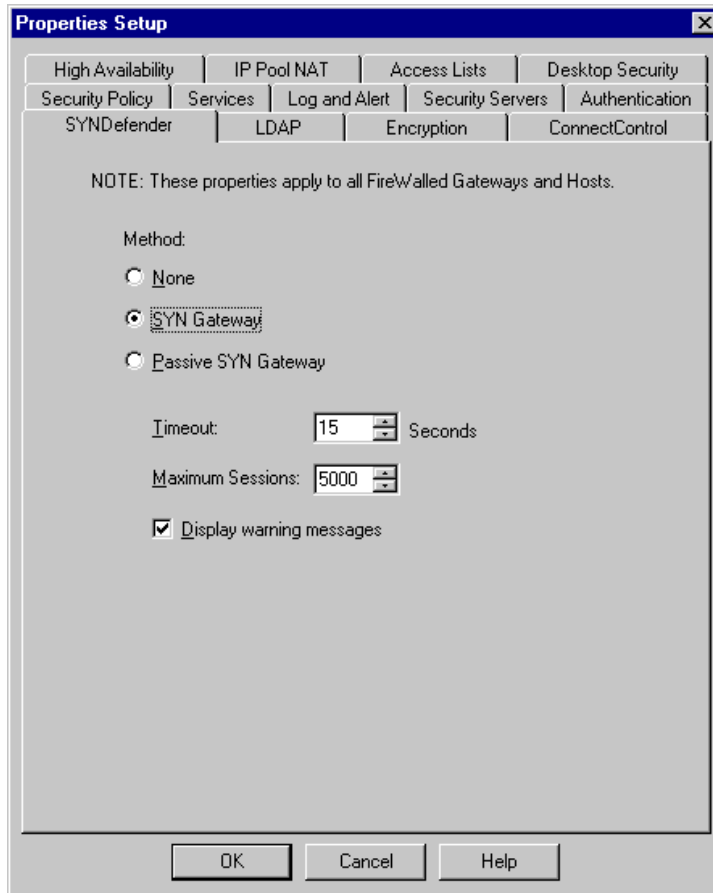 Properties Setup
High Availability IP Pool NAT Access Lists Desktop Security
Security Policy Services Log and Alert Security Servers Authentication
SYNDefender LDAP Encryption ConnectControl
NOTE: These properties apply to all FireWalled Gateways and Hosts.
Method:
None
SYN Gateway
Passive SYN Gateway
Timeout: 15 Seconds
Maximum Sessions: 5000
Display warning messages
OK Cancel Help